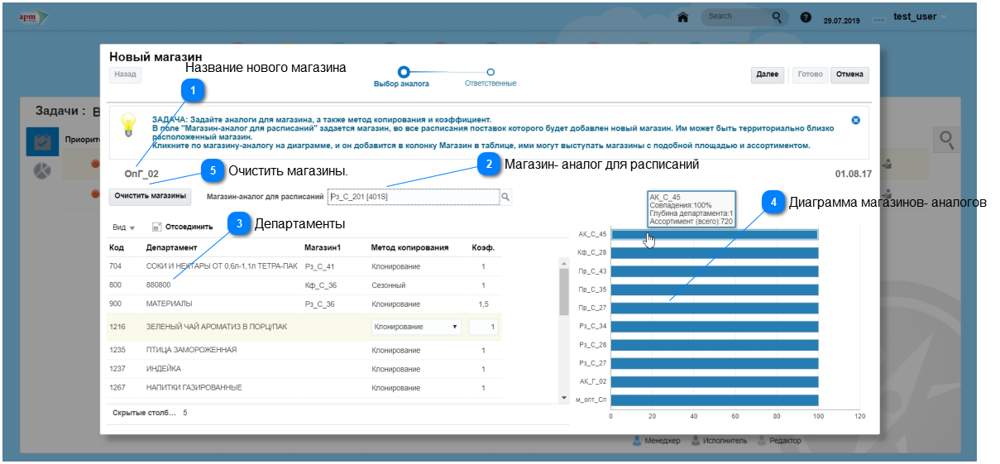 apm
Search
?
29.07.2019
test_user
Новый магазин
Название нового магазина
Назад
Выбор аналога
Ответственные
Далее
Готово
Отмена
1
Задачи : В
ЗАДАЧА: Задайте аналоги для магазина, а также метод копирования и коэффициент.
В поле "Магазин-аналог для расписаний" задается магазин, во все расписания поставок которого будет добавлен новый магазин. Им может быть территориально близко
расположенный магазин.
Кликните по магазину-аналогу на диаграмме, и он добавится в колонку Магазин в таблице, ими могут выступать магазины с подобной площадью и ассортиментом.
Приорит
ОпГ_02
5 Очистить магазины.
2 Магазин- аналог для расписаний
01.08.17
Очистить магазины
Магазин-аналог для расписаний
Рз_С_201 [401S]
АК_С_45
Совпадения:100%
Глубина департамента:1
Ассортимент (всего):720
4 Диаграмма магазинов- аналогов
Вид
Отсоединить
3 Департаменты
Код Департамент Магазин1 Метод копирования Коэф.
704 СОКИ И НЕКТАРЫ ОТ 0,6л-1,1л ТЕТРА-ПАК Рз_С_41 Клонирование 1
800 880800 Кф_С_36 Сезонный 1
900 МАТЕРИАЛЫ Рз_С_36 Клонирование 1,5
1216 ЗЕЛЕНЫЙ ЧАЙ АРОМАТИЗ В ПОРЦ/ПАК Клонирование 1
1235 ПТИЦА ЗАМОРОЖЕННАЯ Клонирование 1
1237 ИНДЕЙКА Клонирование 1
1267 НАПИТКИ ГАЗИРОВАННЫЕ Клонирование 1
Скрытые столб... 5
АК_С_45
Кф_С_28
Пр_С_43
Пр_С_35
Пр_С_27
Рз_С_34
Рз_С_28
Рз_С_27
АК_Г_02
м_опт_Сп
0 20 40 60 80 100 120
Менеджер
Исполнитель
Редактор